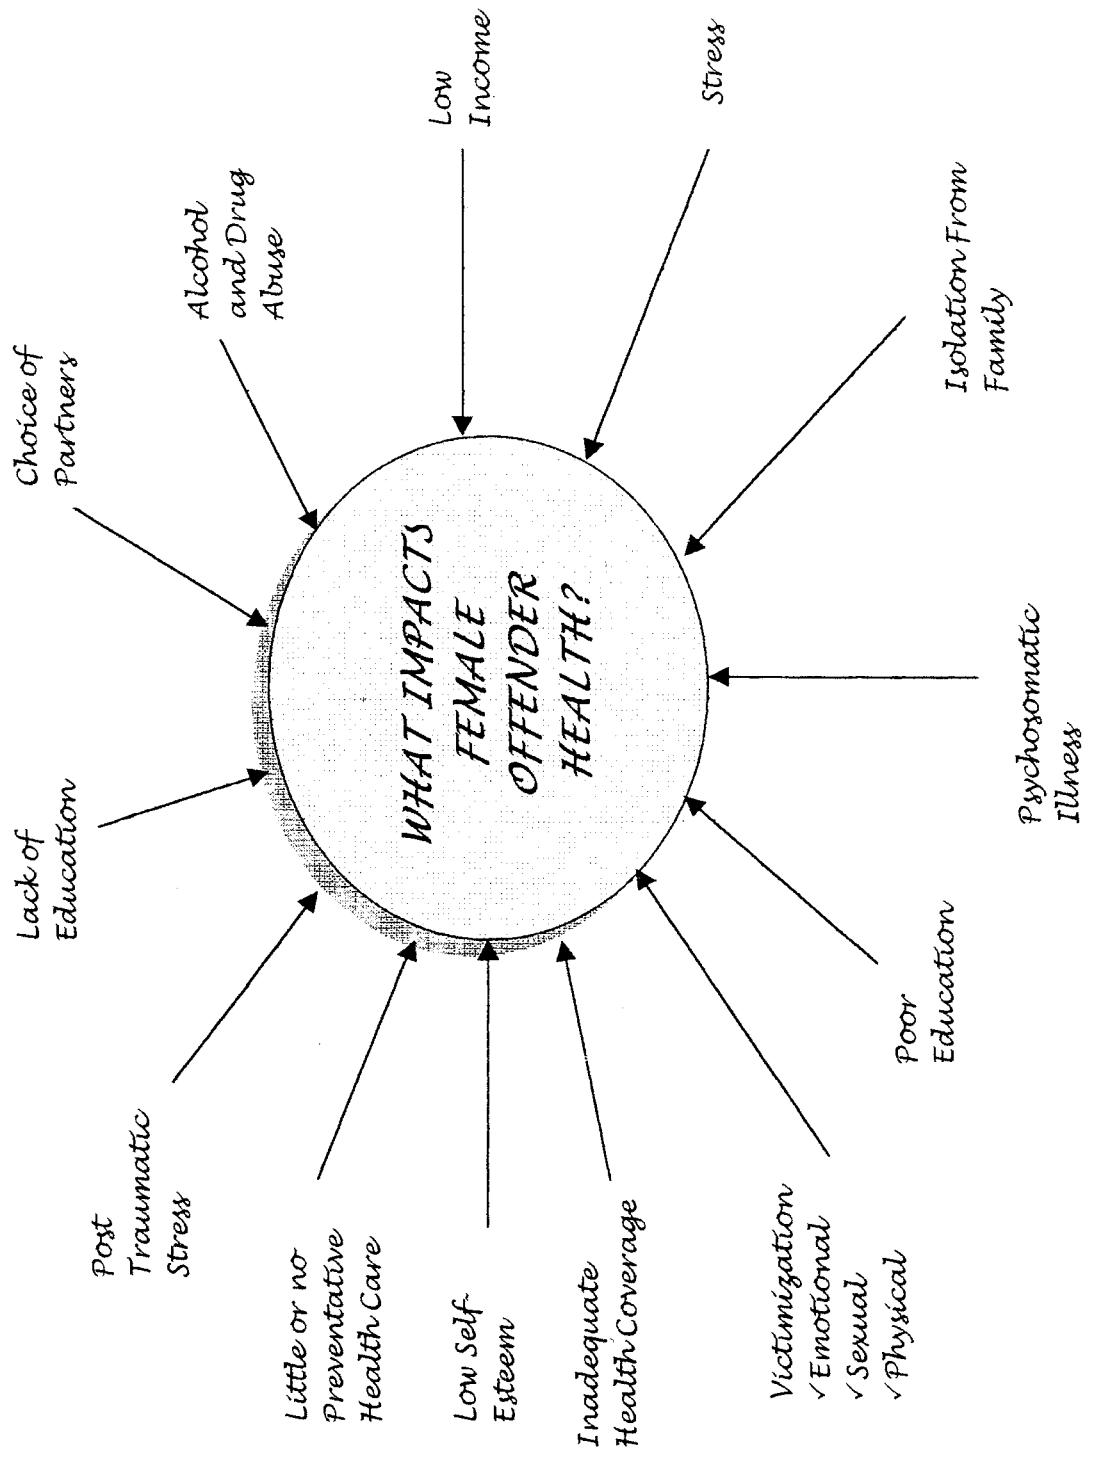 WHAT IMPACTS
FEMALE
OFFENDER
HEALTH?
Lack of
Education
Choice of
Partners
Alcohol
and Drug
Abuse
Low
Income
Stress
Isolation From
Family
Psychosomatic
Illness
Poor
Education
Victimization
✓Emotional
✓Sexual
✓Physical
Inadequate
Health Coverage
Low Self-
Esteem
Little or no
Preventative
Health Care
Post
Traumatic
Stress